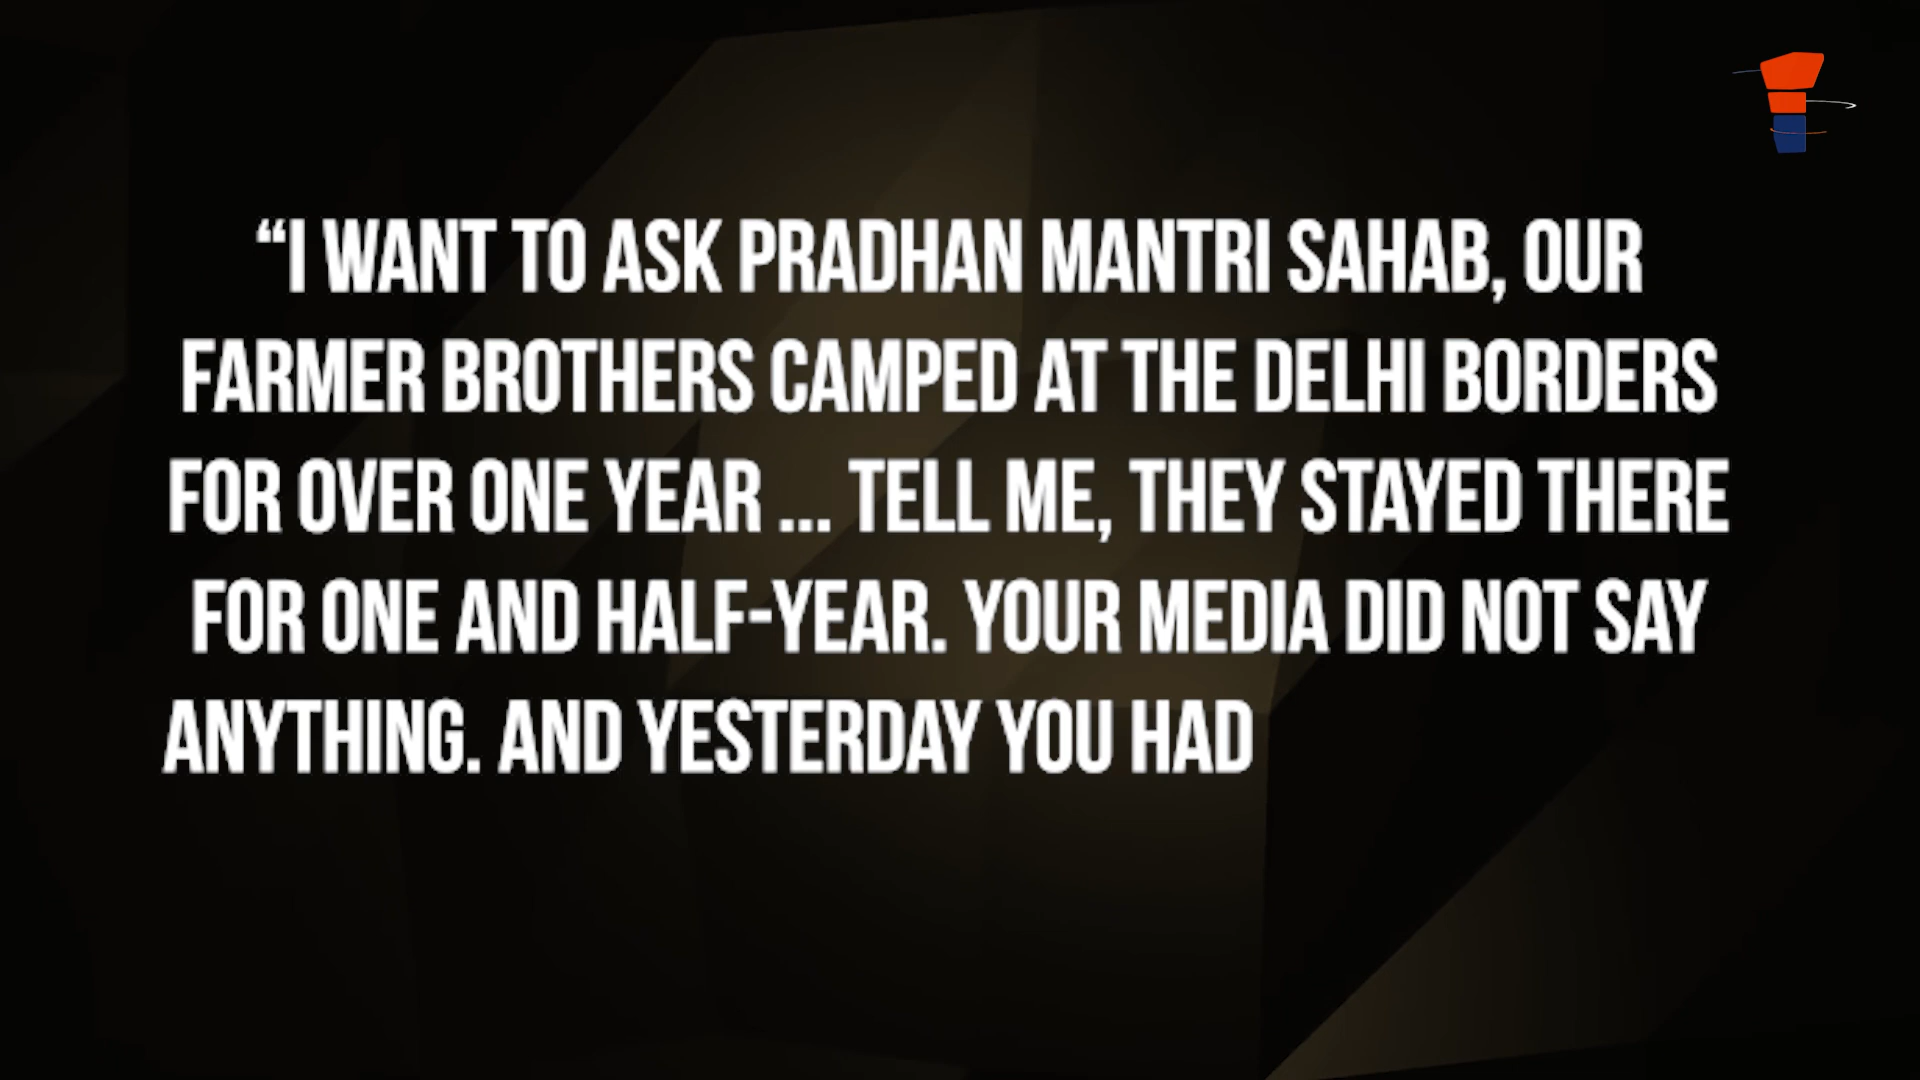 “I WANT TO ASK PRADHAN MANTRI SAHAB, OUR
FARMER BROTHERS CAMPED AT THE DELHI BORDERS
FOR OVER ONE YEAR ... TELL ME, THEY STAYED THERE
FOR ONE AND HALF-YEAR. YOUR MEDIA DID NOT SAY
ANYTHING. AND YESTERDAY YOU HAD